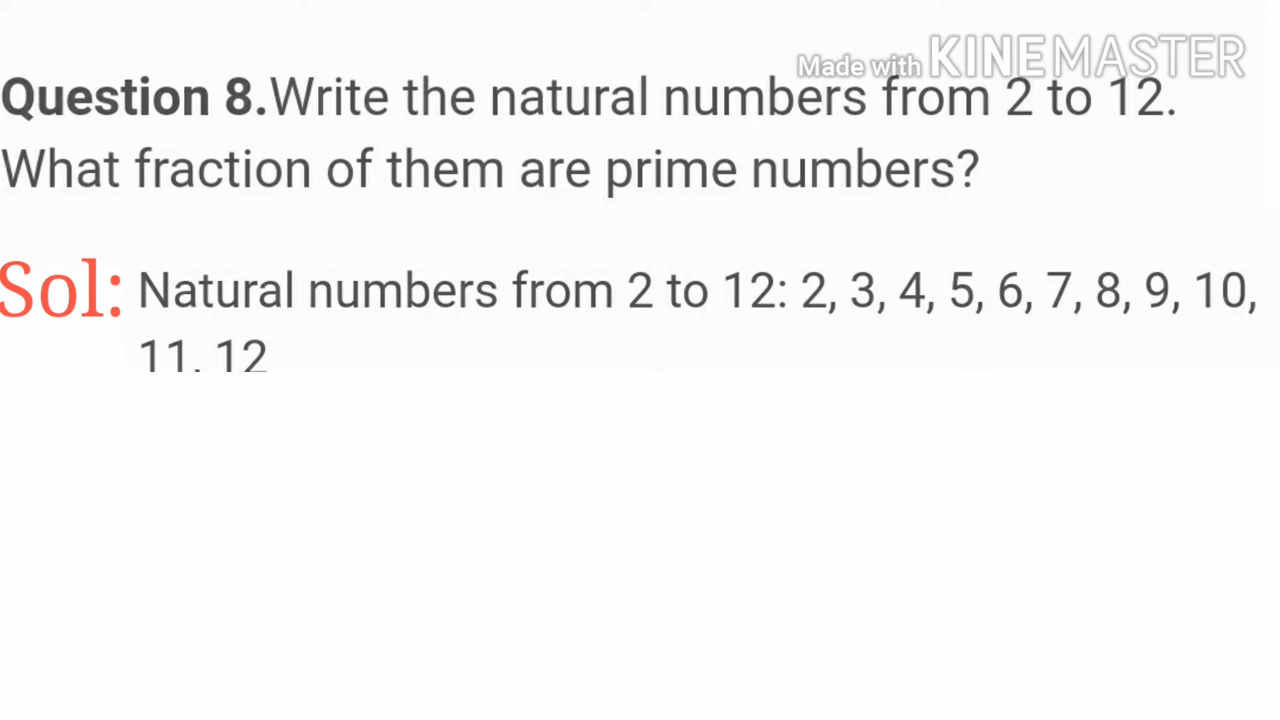 Made with KINEMASTER
Question 8.Write the natural numbers from 2 to 12.
What fraction of them are prime numbers?
Sol: Natural numbers from 2 to 12: 2, 3, 4, 5, 6, 7, 8, 9, 10,
11, 12